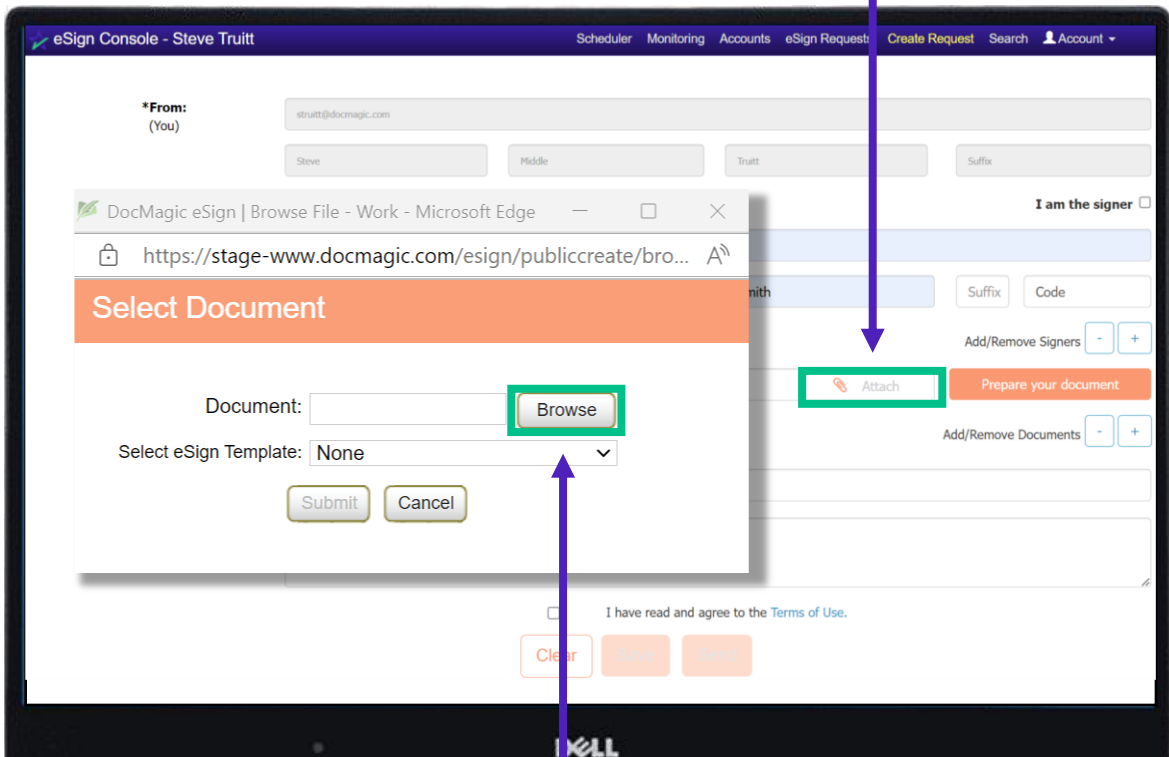 eSign Console - Steve Truitt
Scheduler Monitoring Accounts eSign Requests Create Request Search Account
*From:
(You)
struitt@docmagic.com
Steve Middle Truitt Suffix
I am the signer
DocMagic eSign | Browse File - Work - Microsoft Edge
https://stage-www.docmagic.com/esign/publiccreate/bro...
Select Document
Suffix Code
Add/Remove Signers - +
Attach Prepare your document
Document: Browse
Add/Remove Documents - +
Select eSign Template: None
Submit Cancel
I have read and agree to the Terms of Use.
Clear
DELL